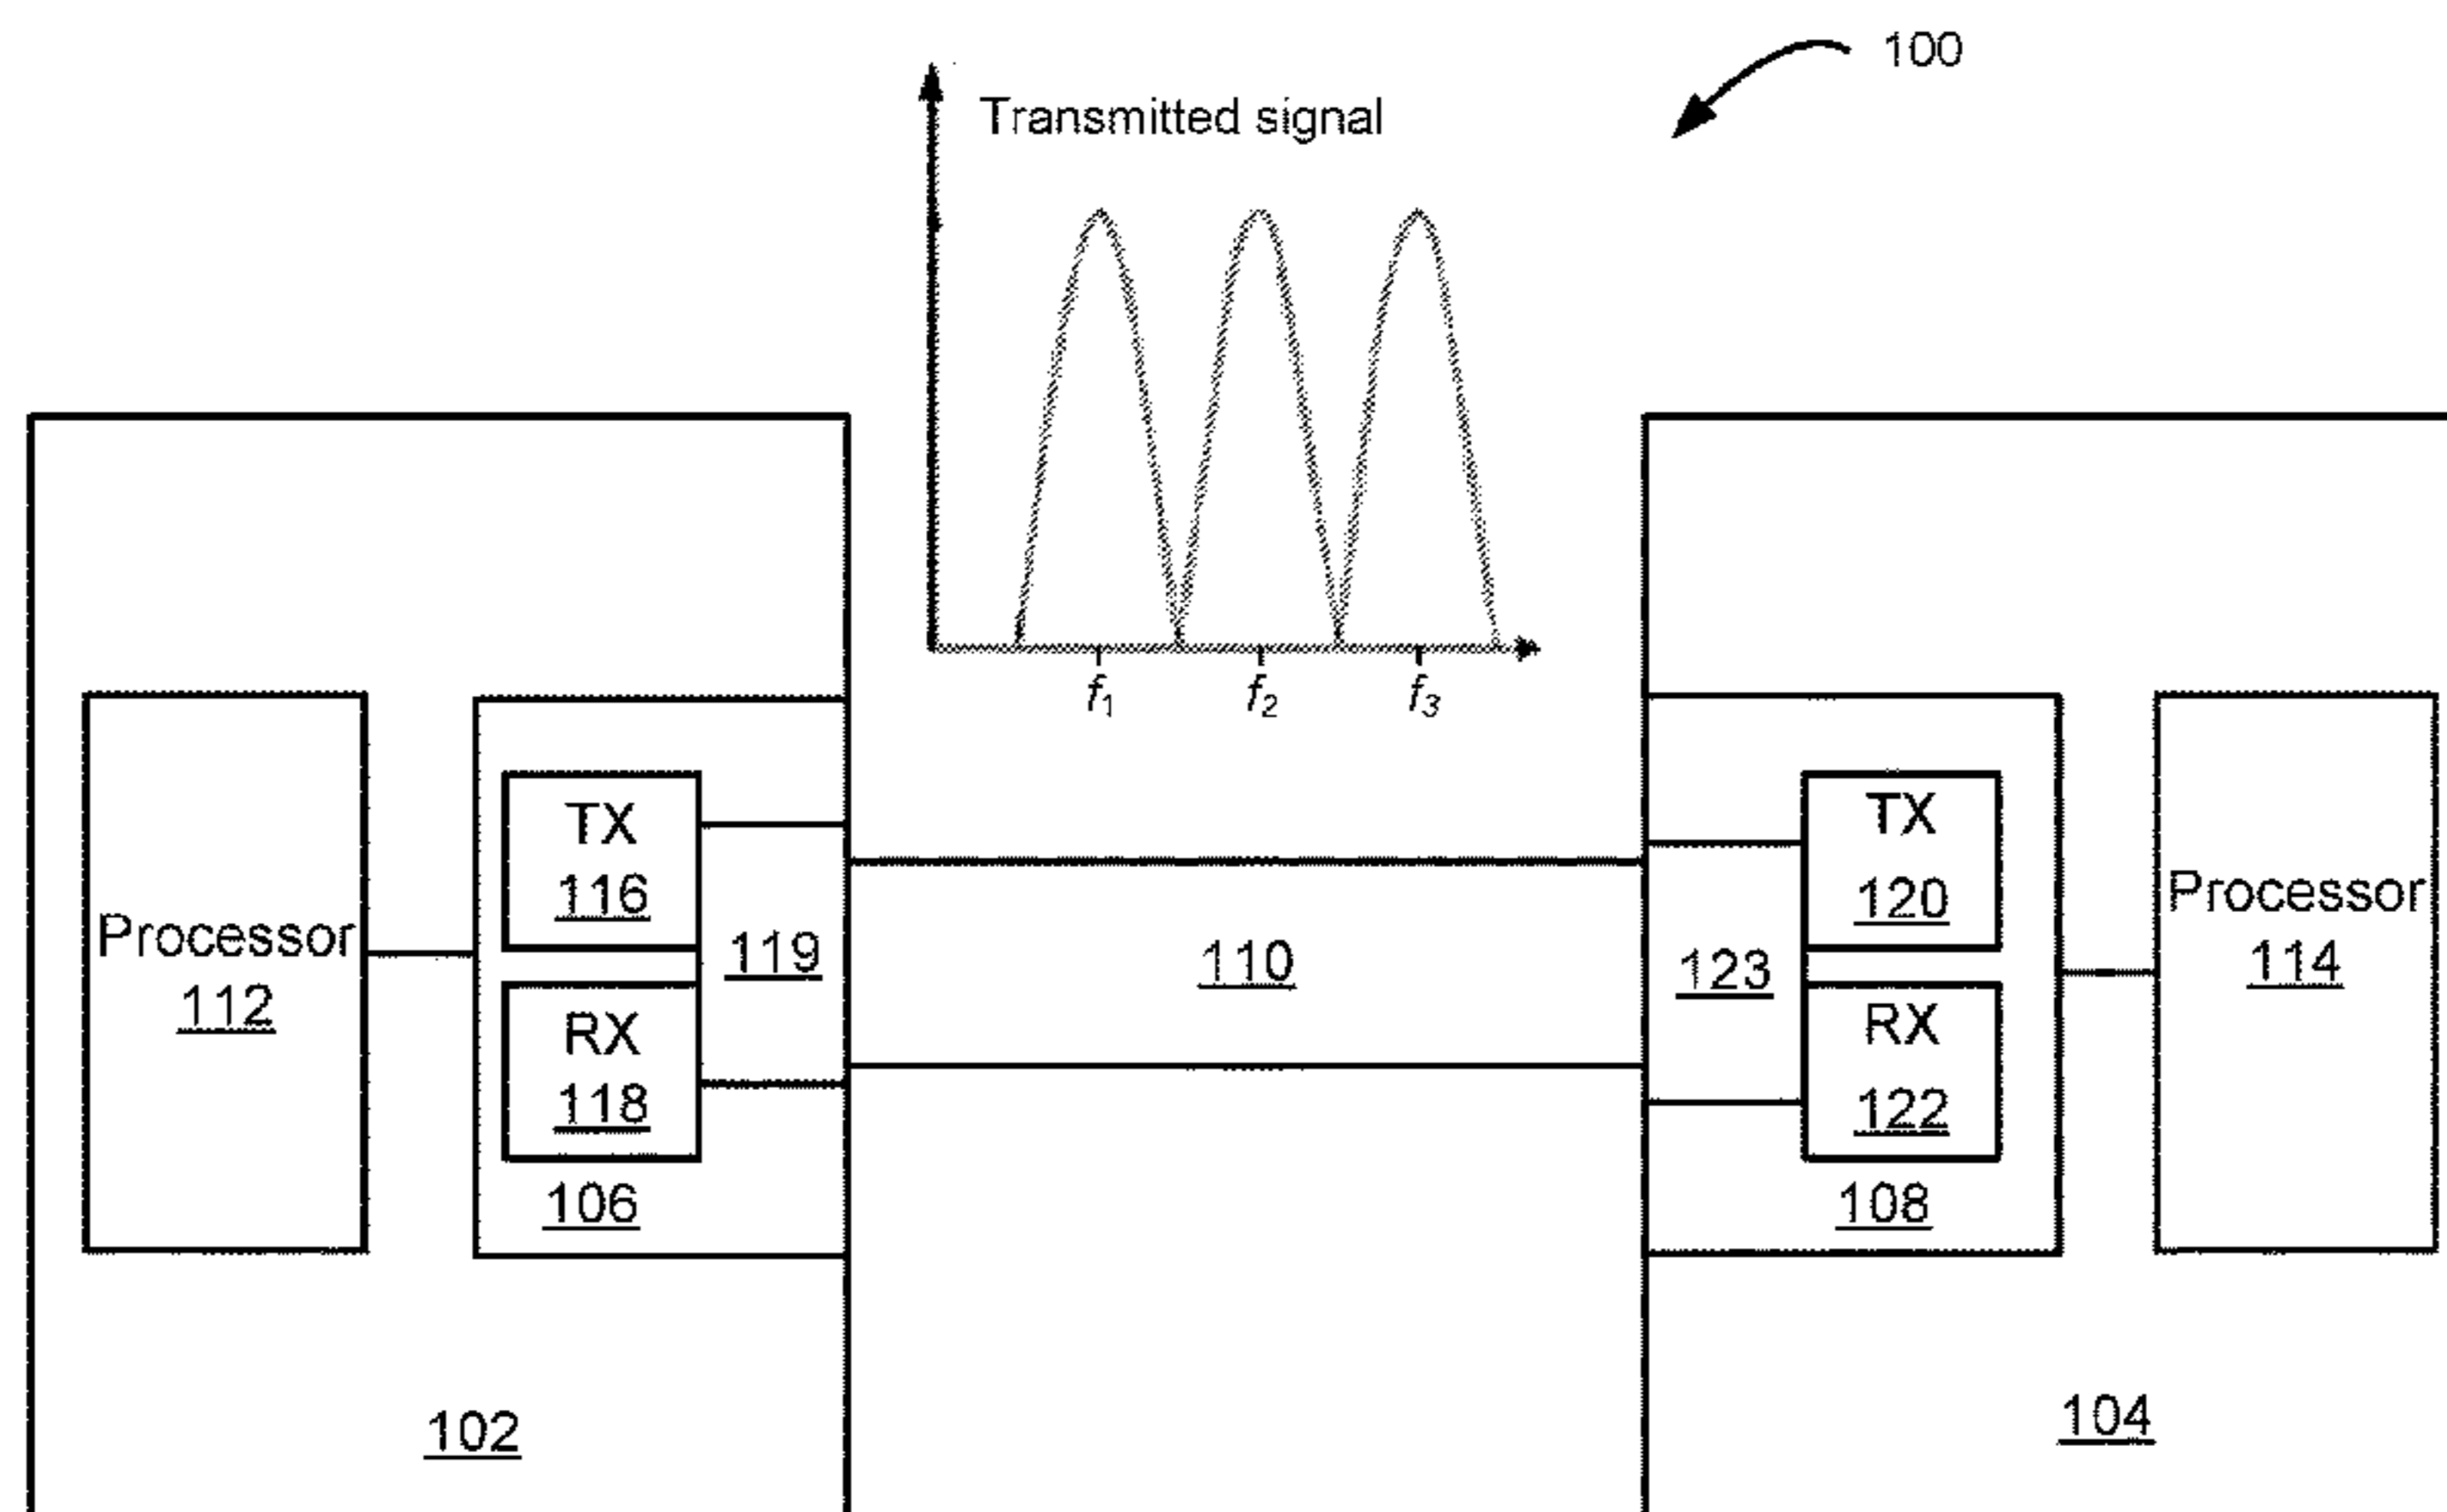 100
Transmitted signal
f1
f2
f3
Processor
112
TX
116
RX
118
119
106
102
110
123
TX
120
RX
122
108
Processor
114
104